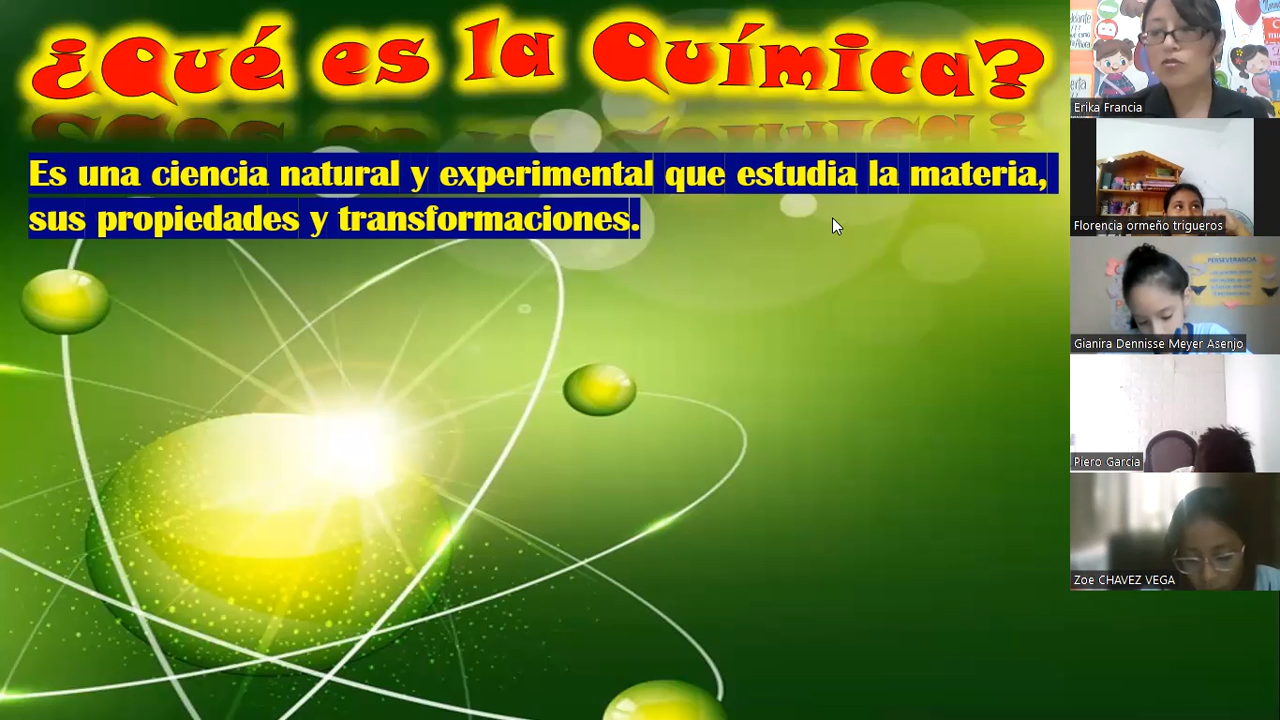 ¿Qué es la Química?
Es una ciencia natural y experimental que estudia la materia,
sus propiedades y transformaciones.
Erika Francia
Florencia ormeño trigueros
PERSEVERANCIA
Gianira Dennisse Meyer Asenjo
Piero Garcia
Zoe CHAVEZ VEGA